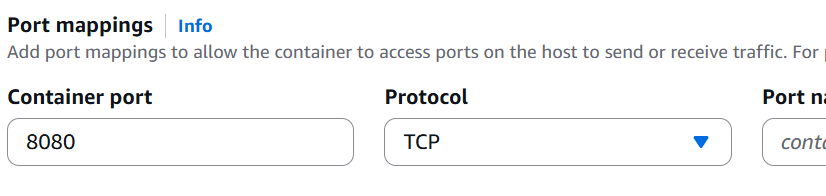 Port mappings Info
Add port mappings to allow the container to access ports on the host to send or receive traffic. For
Container port Protocol Port
8080 TCP